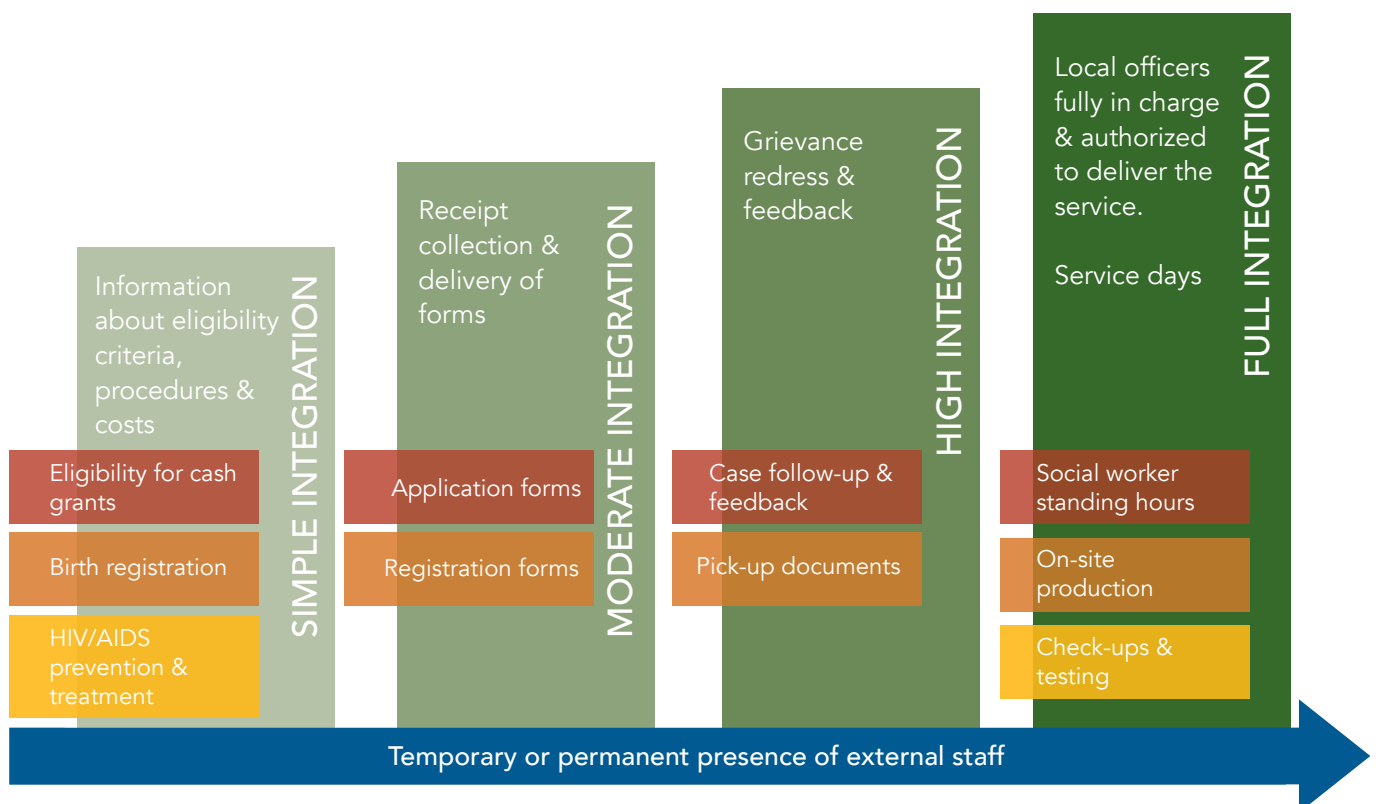 Information
about eligibility
criteria,
procedures &
costs
SIMPLE INTEGRATION
Eligibility for cash
grants
Birth registration
HIV/AIDS
prevention &
treatment
Receipt
collection &
delivery of
forms
MODERATE INTEGRATION
Application forms
Registration forms
Grievance
redress &
feedback
HIGH INTEGRATION
Case follow-up &
feedback
Pick-up documents
Local officers
fully in charge
& authorized
to deliver the
service.
Service days
FULL INTEGRATION
Social worker
standing hours
On-site
production
Check-ups &
testing
Temporary or permanent presence of external staff